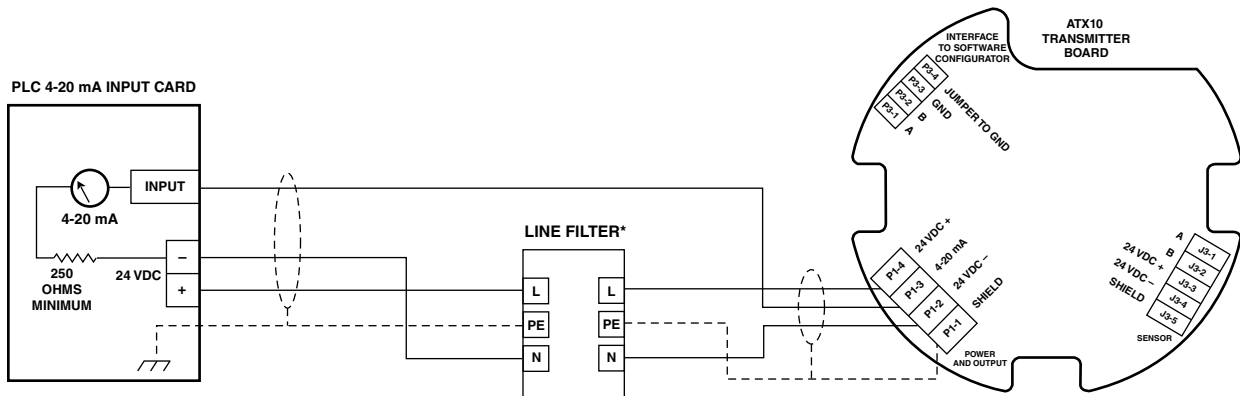 PLC 4-20 mA INPUT CARD
INPUT
4-20 mA
250
OHMS
MINIMUM
24 VDC
–
+
LINE FILTER*
L
PE
N
L
PE
N
ATX10
TRANSMITTER
BOARD
INTERFACE
TO SOFTWARE
CONFIGURATOR
P3-4
P3-3
P3-2
P3-1
JUMPER TO GND
GND
B
A
P1-4
P1-3
P1-2
P1-1
24 VDC +
4-20 mA
24 VDC –
SHIELD
POWER
AND OUTPUT
A
B
24 VDC +
24 VDC –
SHIELD
J3-1
J3-2
J3-3
J3-4
J3-5
SENSOR